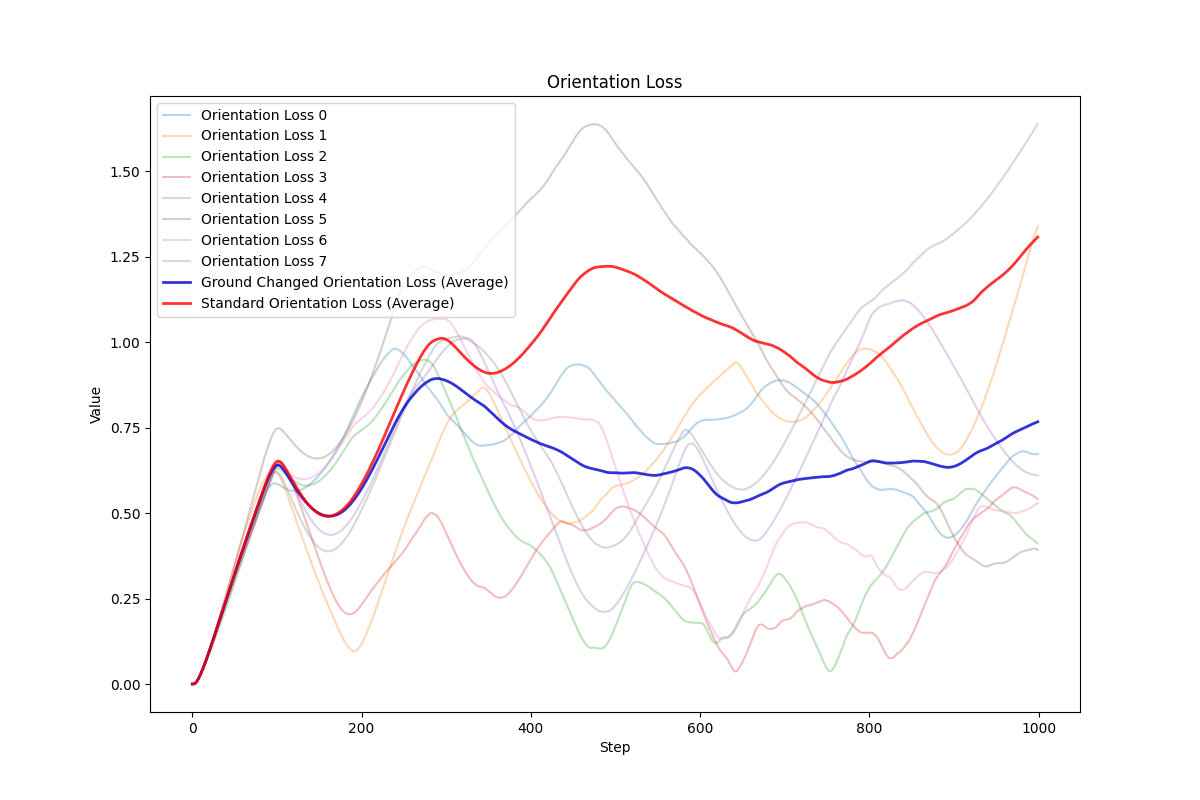 Orientation Loss
Orientation Loss 0
Orientation Loss 1
Orientation Loss 2
Orientation Loss 3
Orientation Loss 4
Orientation Loss 5
Orientation Loss 6
Orientation Loss 7
Ground Changed Orientation Loss (Average)
Standard Orientation Loss (Average)
1.50
1.25
1.00
0.75
0.50
0.25
0.00
Value
0 200 400 600 800 1000
Step